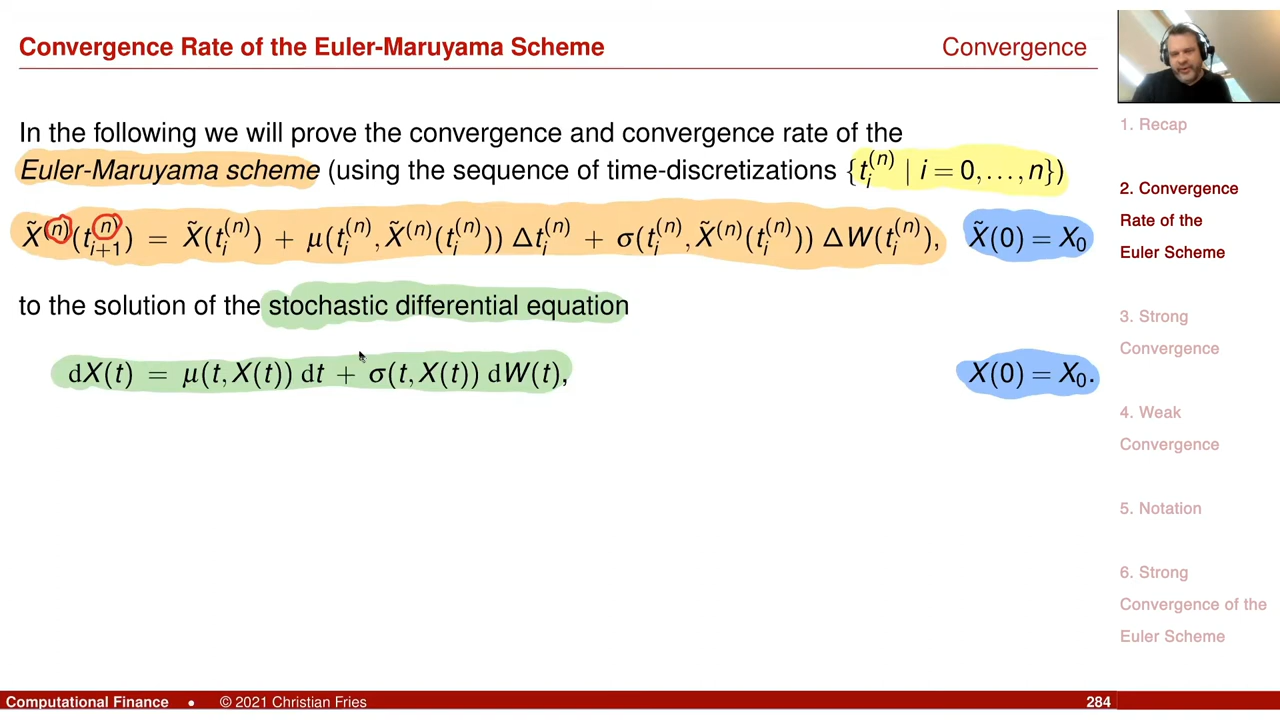 Convergence Rate of the Euler-Maruyama Scheme
Convergence
In the following we will prove the convergence and convergence rate of the
Euler-Maruyama scheme (using the sequence of time-discretizations {t_i^{(n)} | i = 0, ..., n})
X̃^{(n)}(t_{i+1}^{(n)}) = X̃(t_i^{(n)}) + μ(t_i^{(n)}, X̃^{(n)}(t_i^{(n)})) Δt_i^{(n)} + σ(t_i^{(n)}, X̃^{(n)}(t_i^{(n)})) ΔW(t_i^{(n)}), X̃(0) = X_0
to the solution of the stochastic differential equation
dX(t) = μ(t, X(t)) dt + σ(t, X(t)) dW(t), X(0) = X_0.
1. Recap
2. Convergence
Rate of the
Euler Scheme
3. Strong
Convergence
4. Weak
Convergence
5. Notation
6. Strong
Convergence of the
Euler Scheme
Computational Finance • © 2021 Christian Fries 284